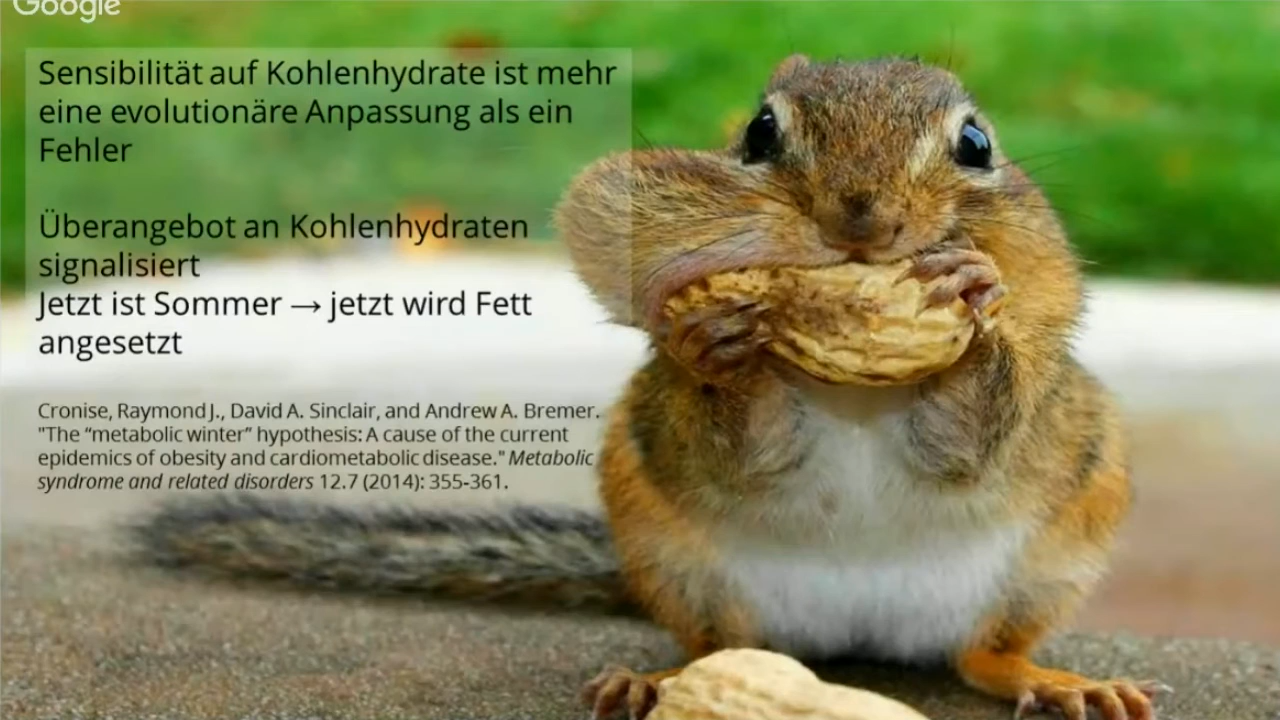 Google
Sensibilität auf Kohlenhydrate ist mehr
eine evolutionäre Anpassung als ein
Fehler
Überangebot an Kohlenhydraten
signalisiert
Jetzt ist Sommer → jetzt wird Fett
angesetzt
Cronise, Raymond J., David A. Sinclair, and Andrew A. Bremer.
"The “metabolic winter” hypothesis: A cause of the current
epidemics of obesity and cardiometabolic disease." Metabolic
syndrome and related disorders 12.7 (2014): 355-361.